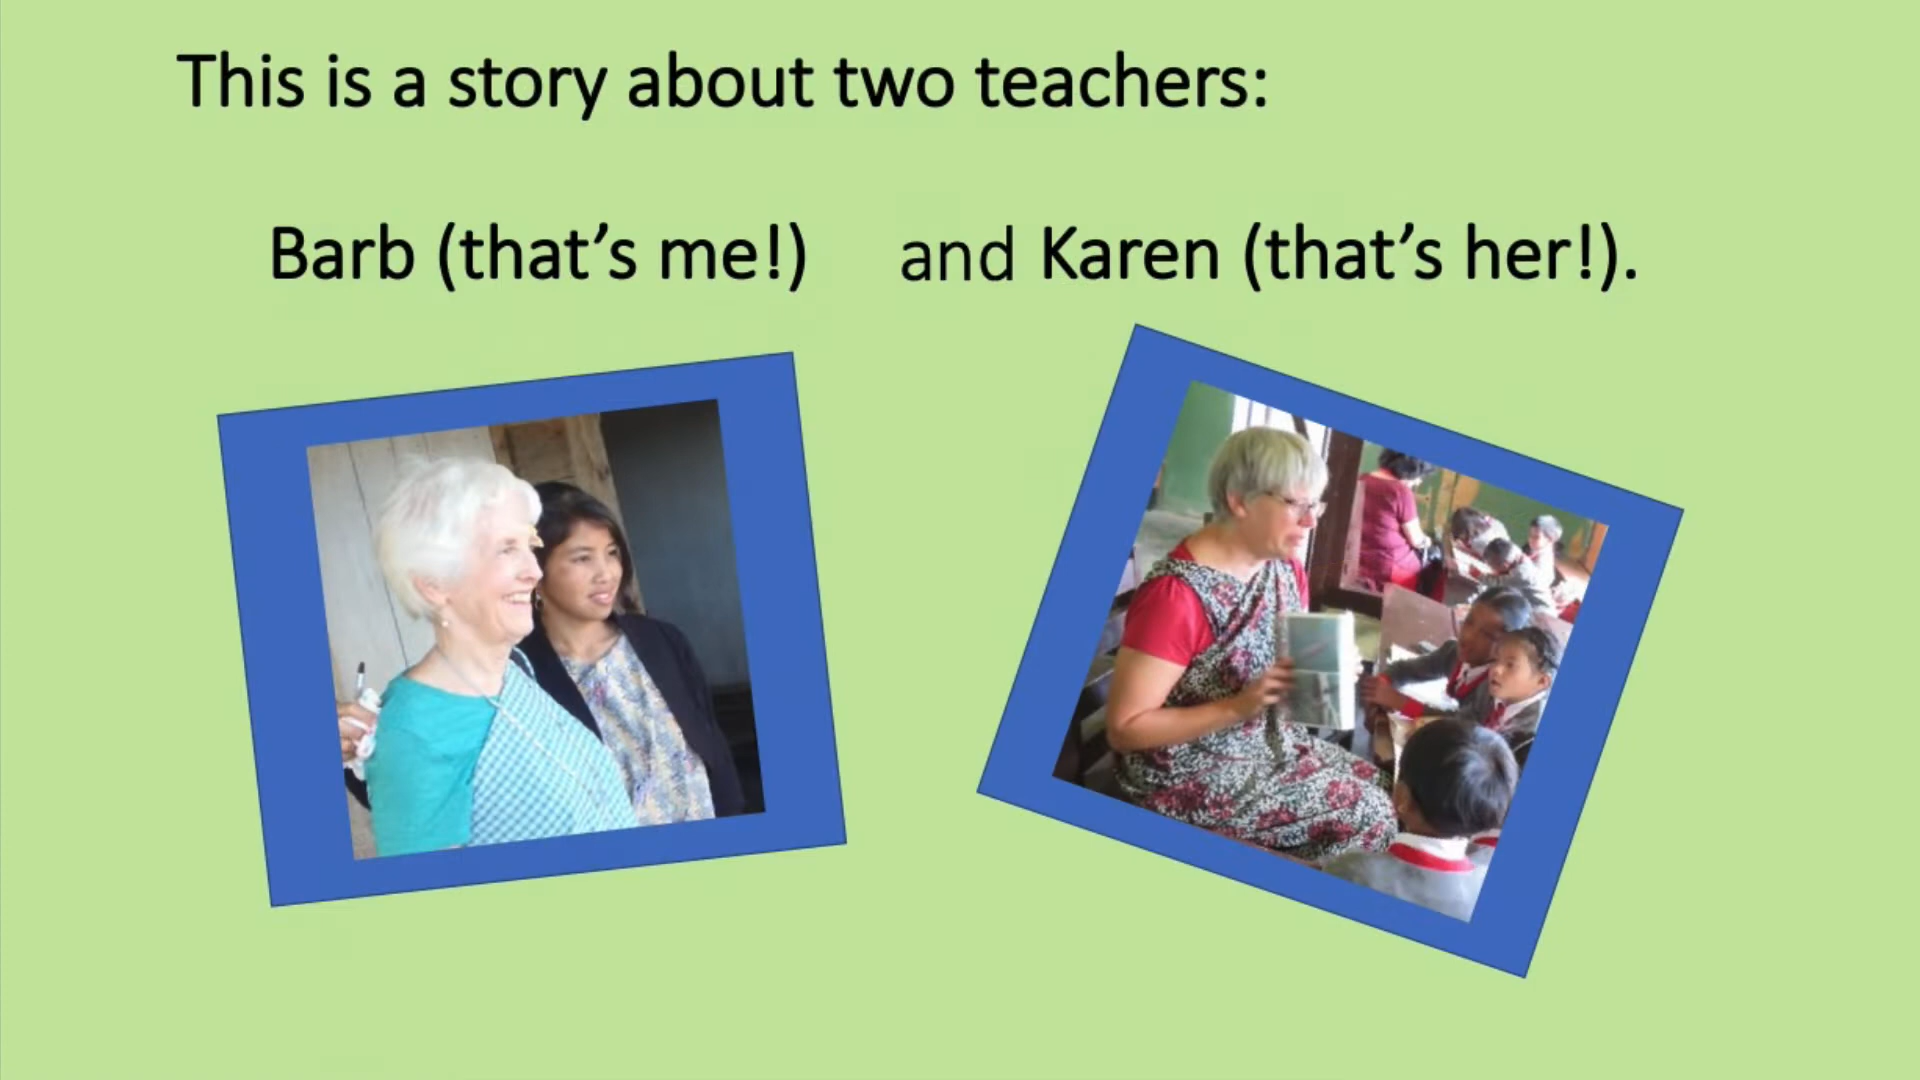 This is a story about two teachers:
Barb (that’s me!) and Karen (that’s her!).